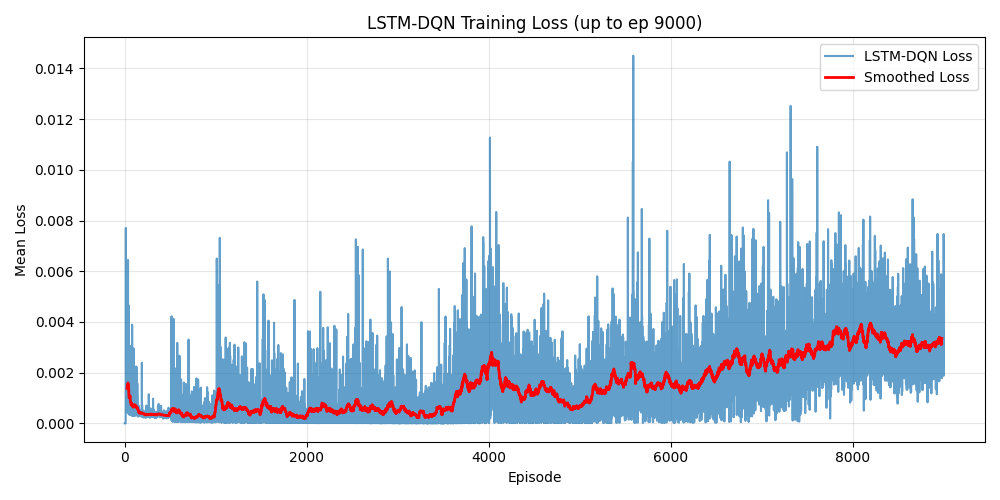 LSTM-DQN Training Loss (up to ep 9000)
LSTM-DQN Loss
Smoothed Loss
Mean Loss
0.014
0.012
0.010
0.008
0.006
0.004
0.002
0.000
0 2000 4000 6000 8000
Episode